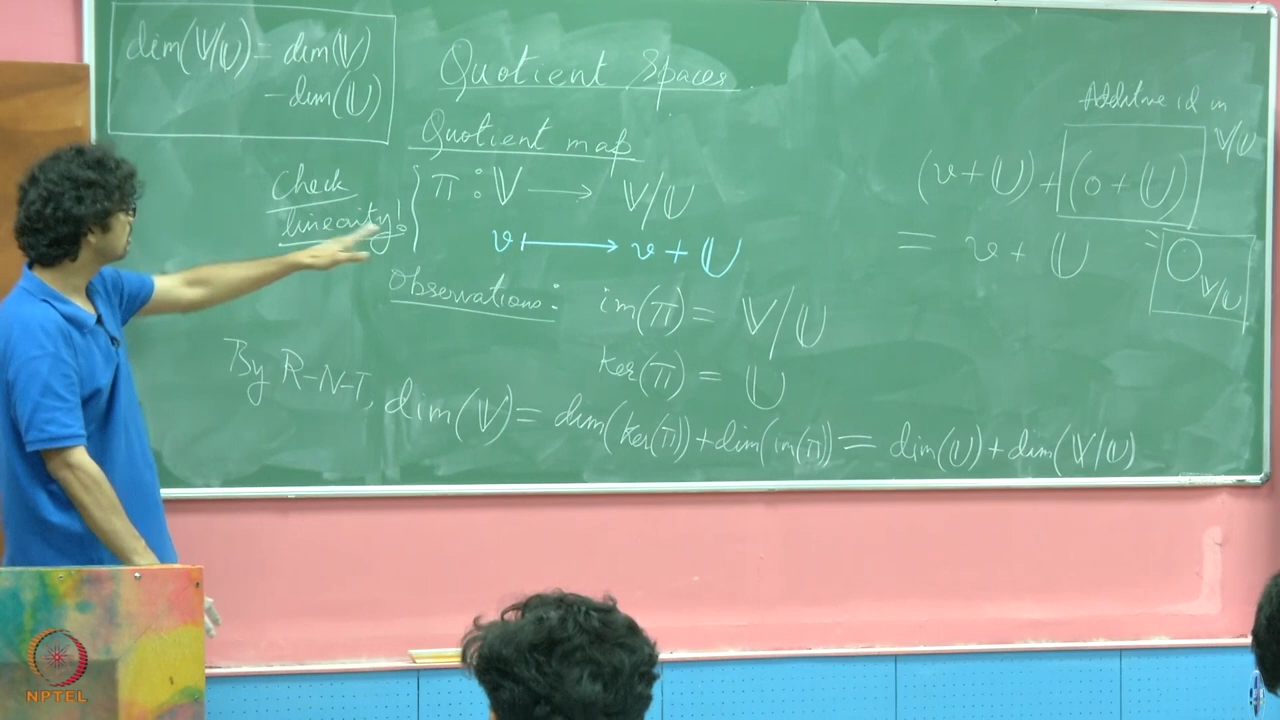 dim(V/U) = dim(V)
- dim(U)
Quotient Spaces
Quotient map
Check
linearity!
π : V → V/U
v ↦ v + U
Observations:
im(π) = V/U
ker(π) = U
By R-N-T, dim(V) = dim(ker(π)) + dim(im(π)) = dim(U) + dim(V/U)
Additive id in
V/U
(v + U) + (0 + U)
= v + U
= 0_{V/U}
NPTEL